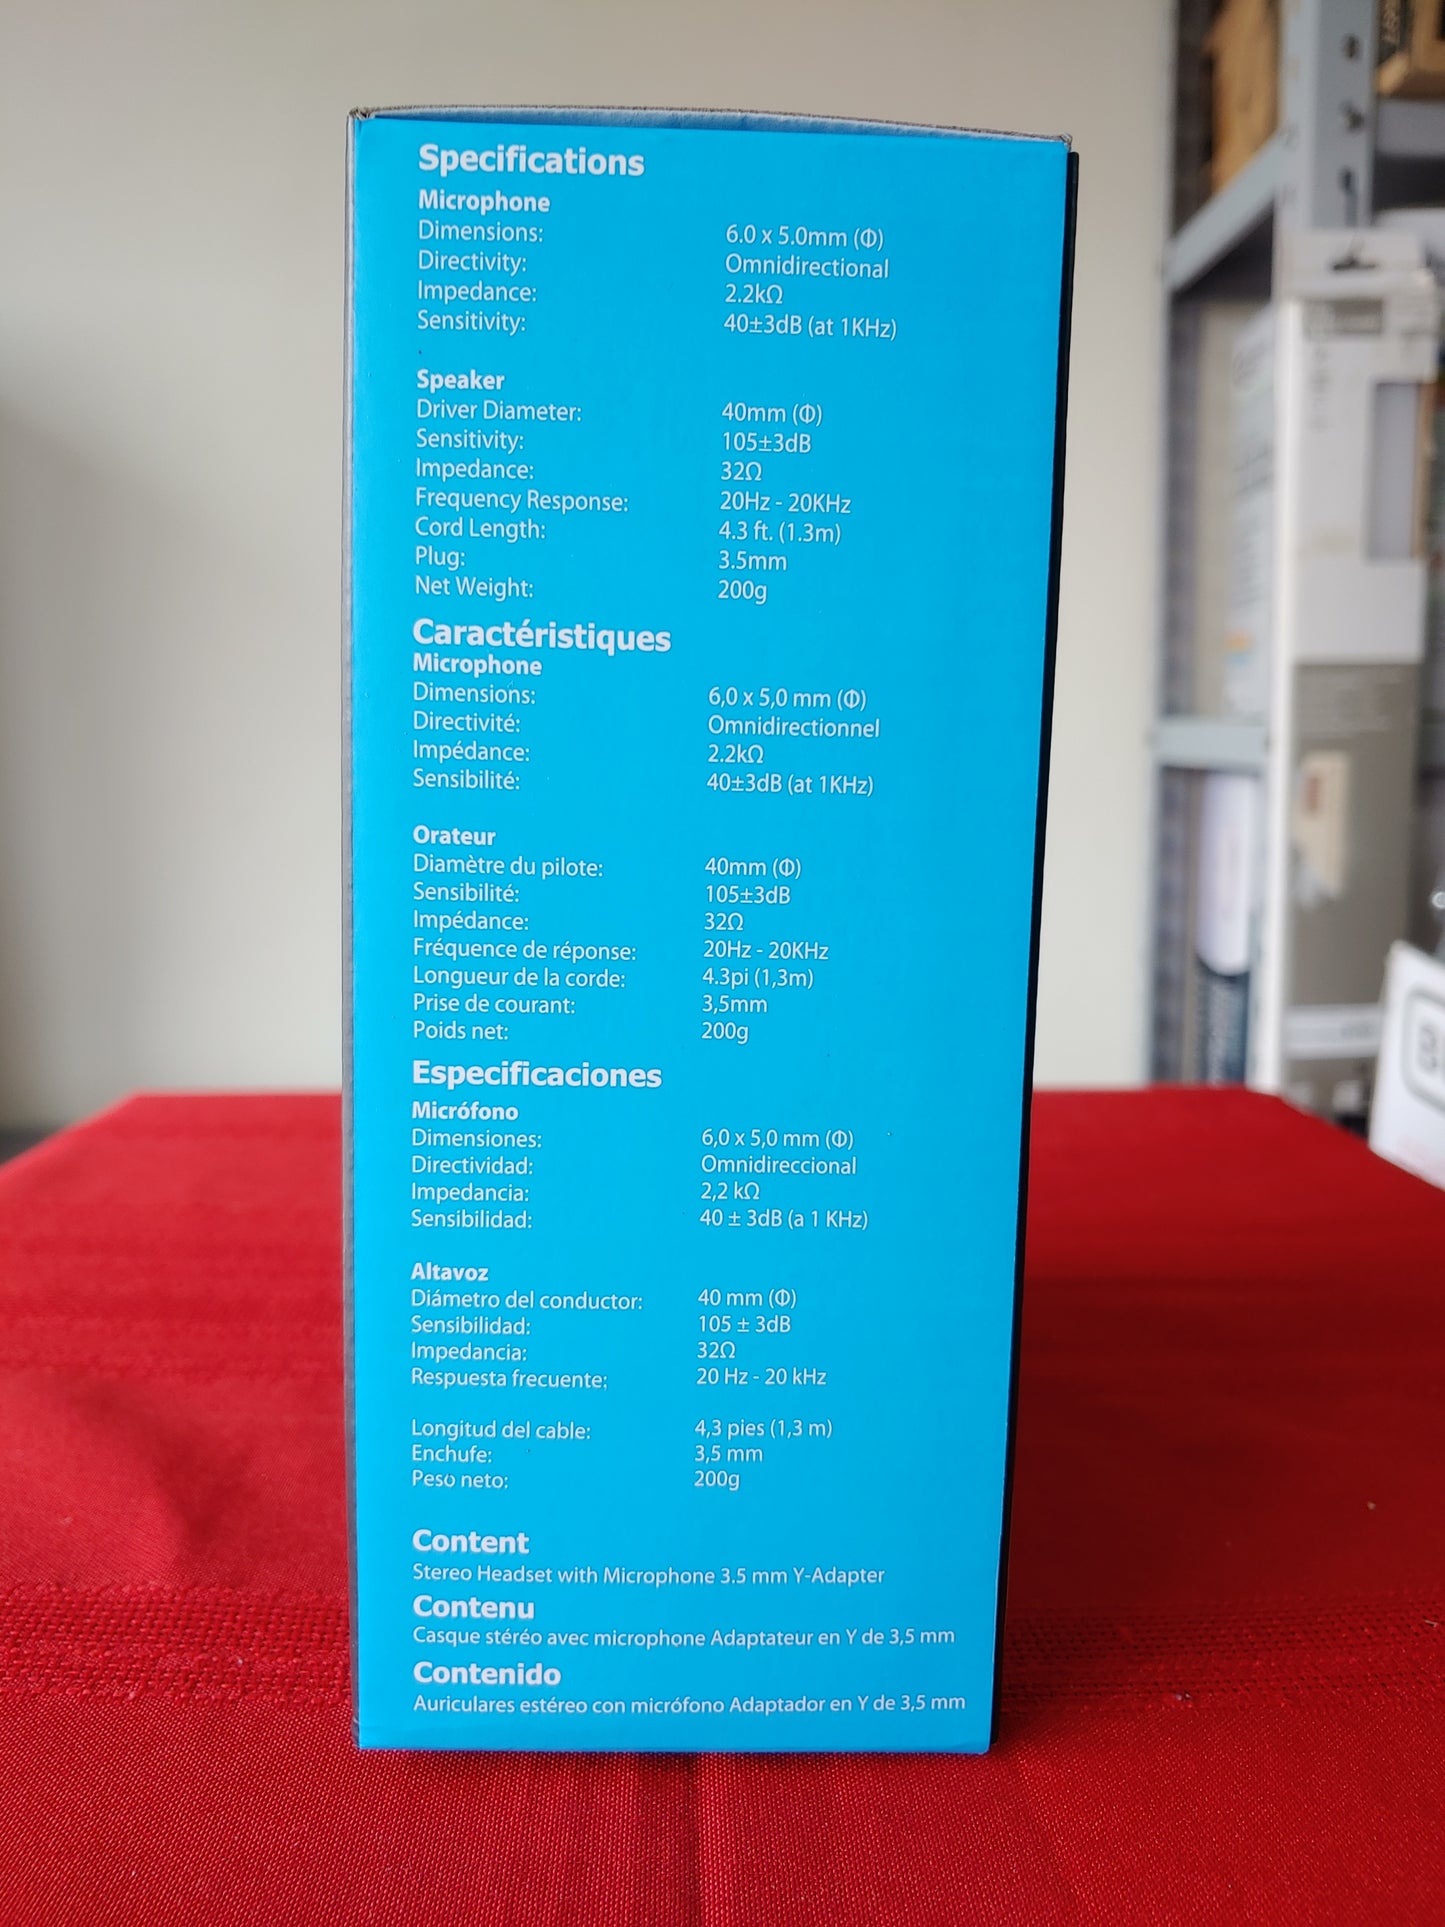 Specifications
Microphone
Dimensions: 6.0 x 5.0mm (Φ)
Directivity: Omnidirectional
Impedance: 2.2kΩ
Sensitivity: 40±3dB (at 1KHz)
Speaker
Driver Diameter: 40mm (Φ)
Sensitivity: 105±3dB
Impedance: 32Ω
Frequency Response: 20Hz - 20KHz
Cord Length: 4.3 ft. (1.3m)
Plug: 3.5mm
Net Weight: 200g
Caractéristiques
Microphone
Dimensions: 6,0 x 5,0 mm (Φ)
Directivité: Omnidirectionnel
Impédance: 2.2kΩ
Sensibilité: 40±3dB (at 1KHz)
Orateur
Diamètre du pilote: 40mm (Φ)
Sensibilité: 105±3dB
Impédance: 32Ω
Fréquence de réponse: 20Hz - 20KHz
Longueur de la corde: 4.3pi (1,3m)
Prise de courant: 3,5mm
Poids net: 200g
Especificaciones
Micrófono
Dimensiones: 6,0 x 5,0 mm (Φ)
Directividad: Omnidireccional
Impedancia: 2,2 kΩ
Sensibilidad: 40 ± 3dB (a 1 KHz)
Altavoz
Diámetro del conductor: 40 mm (Φ)
Sensibilidad: 105 ± 3dB
Impedancia: 32Ω
Respuesta frecuente: 20 Hz - 20 kHz
Longitud del cable: 4,3 pies (1,3 m)
Enchufe: 3,5 mm
Peso neto: 200g
Content
Stereo Headset with Microphone 3.5 mm Y-Adapter
Contenu
Casque stéréo avec microphone Adaptateur en Y de 3,5 mm
Contenido
Auriculares estéreo con micrófono Adaptador en Y de 3,5 mm